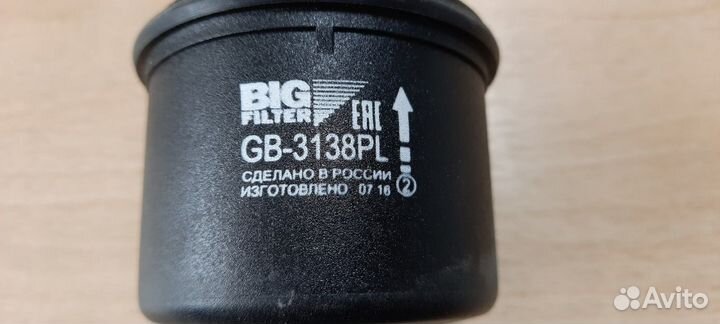 BIG
FILTER
EAC
GB-3138PL
СДЕЛАНО В РОССИИ
ИЗГОТОВЛЕНО 07 16
2
Avito